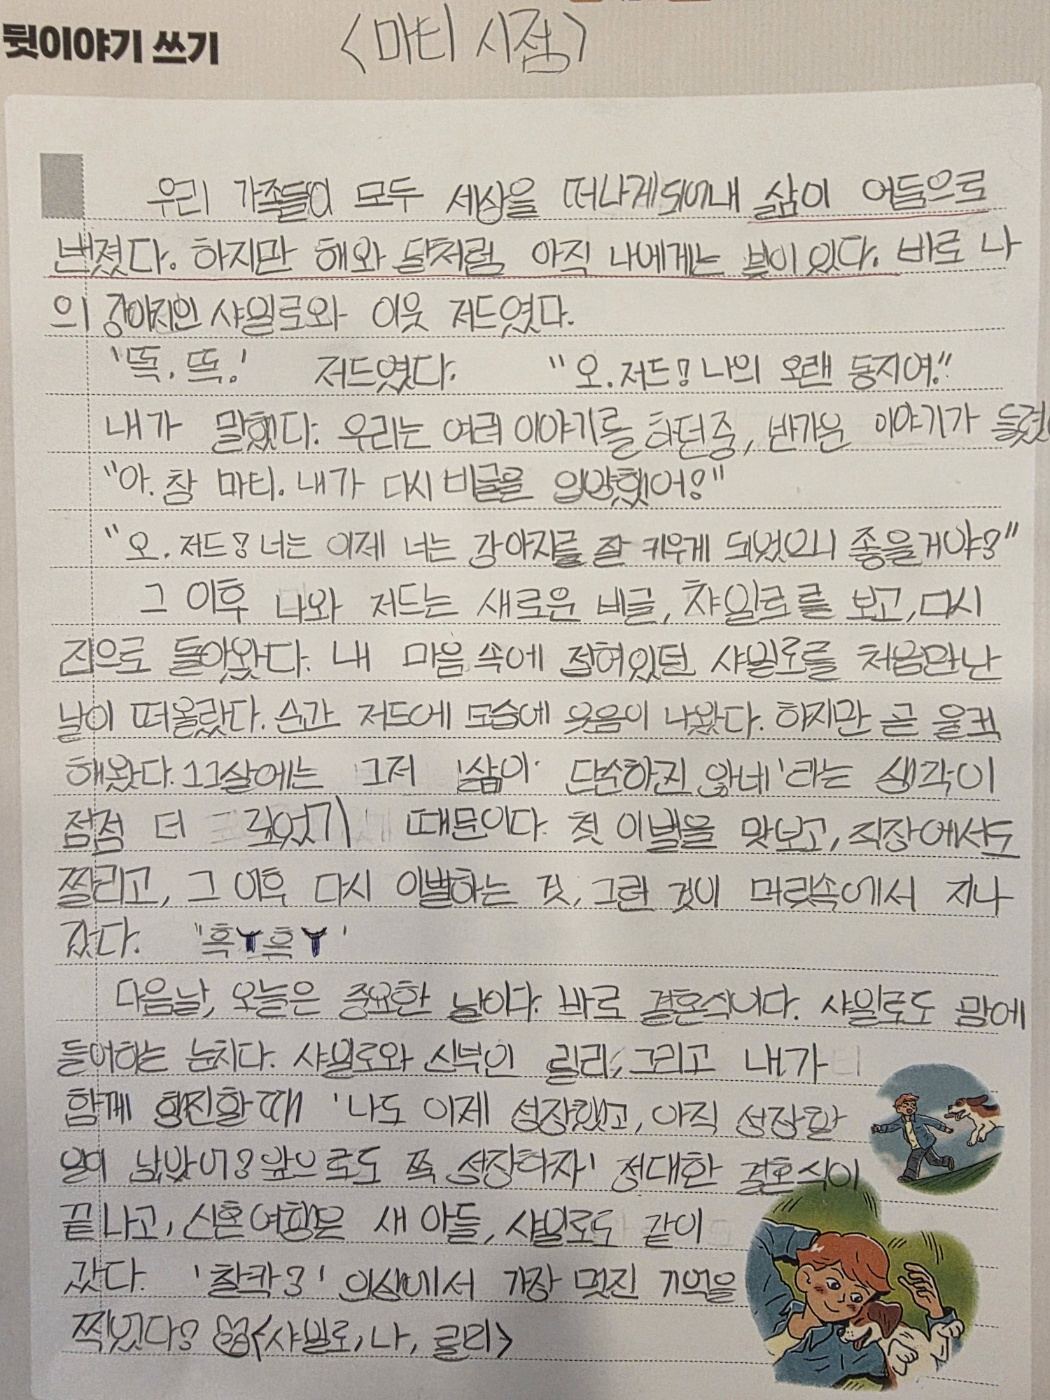 뒷이야기 쓰기 <마티 시점>
우리 가족들이 모두 세상을 떠나게되어내 삶이 어둠으로
변졌다. 하지만 해와 달처럼 아직 나에게는 빛이 있다. 바로 나
의 강아지인 샤일로와 이웃 저드였다.
'똑. 뜩.' 저드였다. "오. 저드! 나의 오랜 동지여."
내가 말했다. 우리는 여러 이야기를 하던중, 반가운 이야기가 들렸
"아. 참 마티. 내가 다시 비글을 입양했어!"
"오. 저드! 너는 이제 너는 강아지를 잘 키우게 되었으니 좋을거야!"
그 이후 나와 저드는 새로운 비글, 챠일로를 보고, 다시
집으로 돌아왔다. 내 마음 속에 접혀있던 샤일로를 처음만난
날이 떠올랐다. 순간 저드에 모습에 웃음이 나왔다. 하지만 곧 울컥
해왔다. 11살에는 그저 '삶이 단순하진 않네'라는 생각이
점점 더 깊었기 때문이다. 첫 이별을 맛보고, 직장에서도
찔리고, 그 이후 다시 이별하는 것, 그런 것이 머릿속에서 지나
갔다. '흑ㅜ흑ㅜ'
다음날, 오늘은 중요한 날이다. 바로 결혼식이다. 샤일로도 맘에
들어하는 눈치다. 샤일로와 신부인 릴리, 그리고 내가
함께 행진할 때 '나도 이제 성장했고, 아직 성장할
일이 남았어! 앞으로도 쭉 성장하자' 성대한 결혼식이
끝나고, 신혼여행은 새 아들, 샤일로도 같이
갔다. '찰칵!' 의상에서 가장 멋진 기억을
찍었다! <샤일로, 나, 릴리>